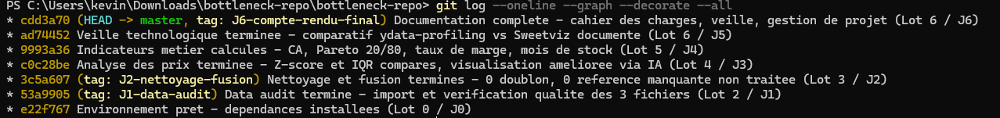 PS C:\Users\kevin\Downloads\bottleneck-repo\bottleneck-repo> git log --oneline --graph --decorate --all
* cdd3a70 (HEAD -> master, tag: J6-compte-rendu-final) Documentation complete - cahier des charges, veille, gestion de projet (Lot 6 / J6)
* ad74452 Veille technologique terminee - comparatif ydata-profiling vs Sweetviz documente (Lot 6 / J5)
* 9993a36 Indicateurs metier calcules - CA, Pareto 20/80, taux de marge, mois de stock (Lot 5 / J4)
* c0c28be Analyse des prix terminee - Z-score et IQR compares, visualisation amelioree via IA (Lot 4 / J3)
* 3c5a607 (tag: J2-nettoyage-fusion) Nettoyage et fusion termines - 0 doublon, 0 reference manquante non traitee (Lot 3 / J2)
* 53a9905 (tag: J1-data-audit) Data audit termine - import et verification qualite des 3 fichiers (Lot 2 / J1)
* e22f767 Environnement pret - dependances installees (Lot 0 / J0)